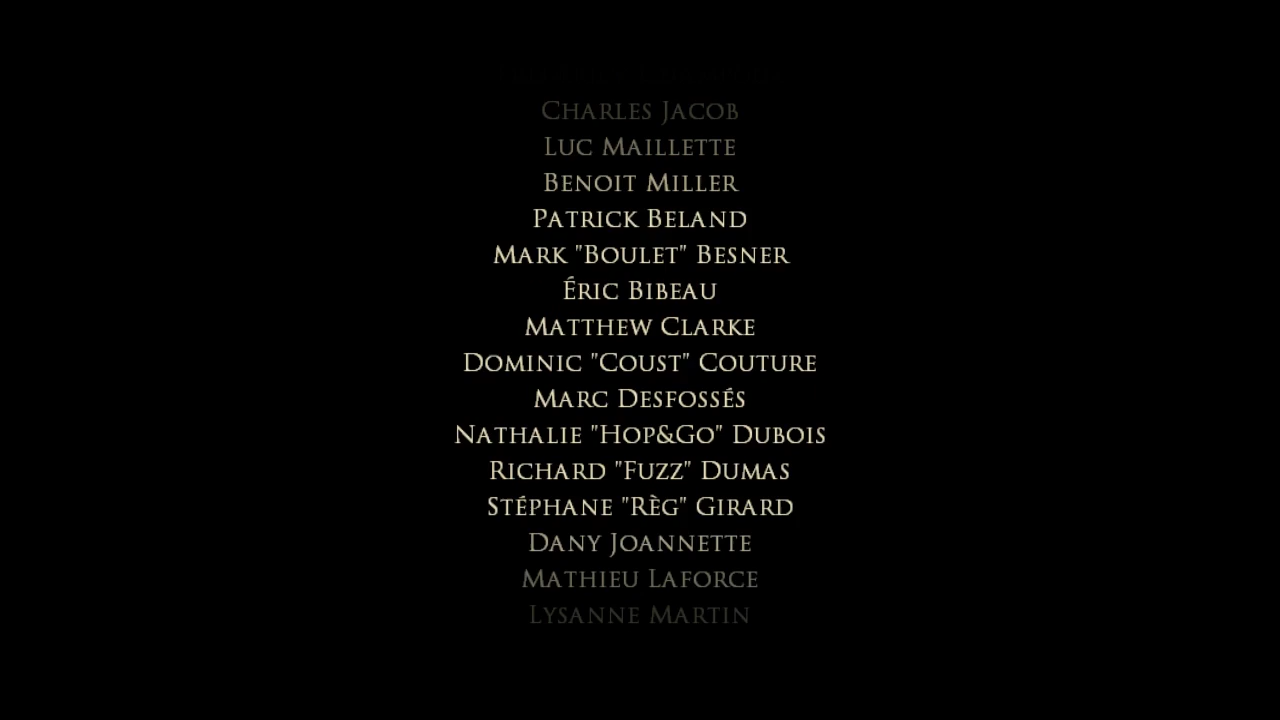 Charles Jacob
Luc Maillette
Benoit Miller
Patrick Beland
Mark "Boulet" Besner
Éric Bibeau
Matthew Clarke
Dominic "Coust" Couture
Marc Desfossés
Nathalie "Hop&Go" Dubois
Richard "Fuzz" Dumas
Stéphane "Règ" Girard
Dany Joannette
Mathieu Laforce
Lysanne Martin